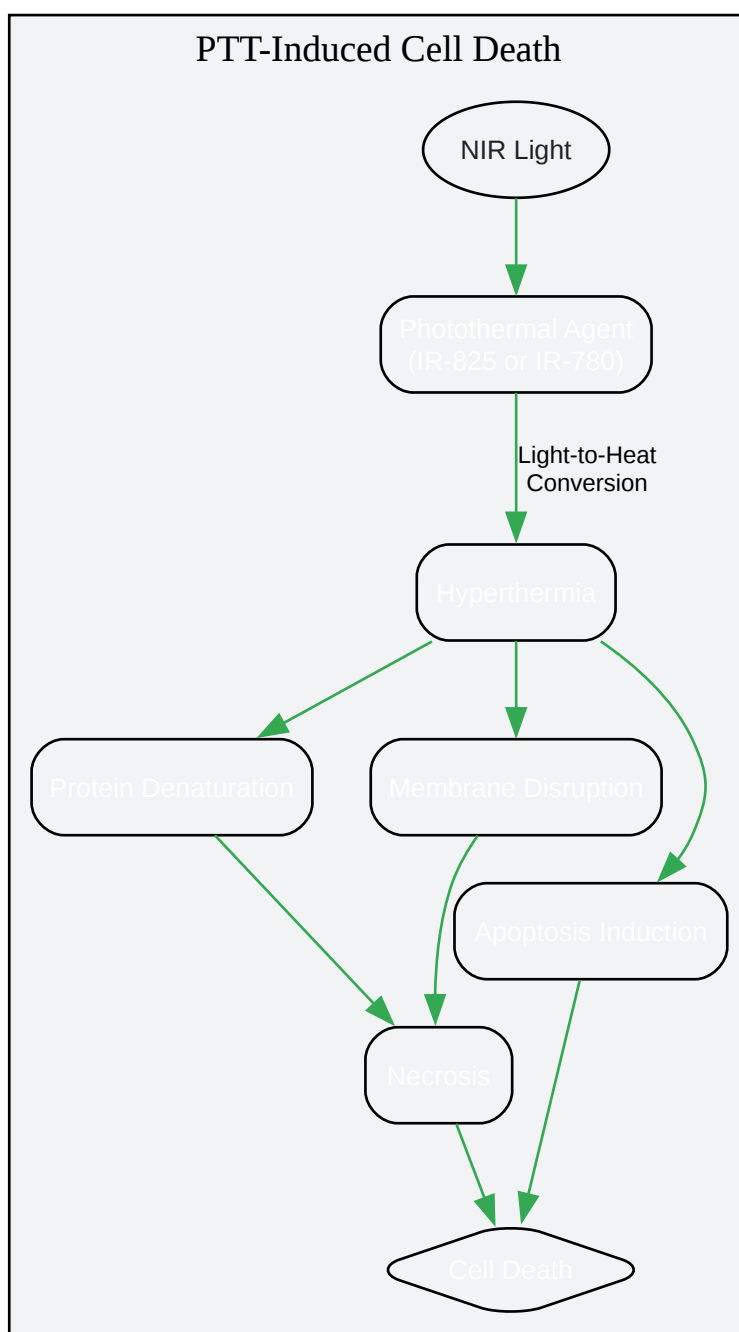 PTT-Induced Cell Death
NIR Light
Photothermal Agent
(IR-825 or IR-780)
Light-to-Heat
Conversion
Hyperthermia
Protein Denaturation
Membrane Disruption
Apoptosis Induction
Necrosis
Cell Death